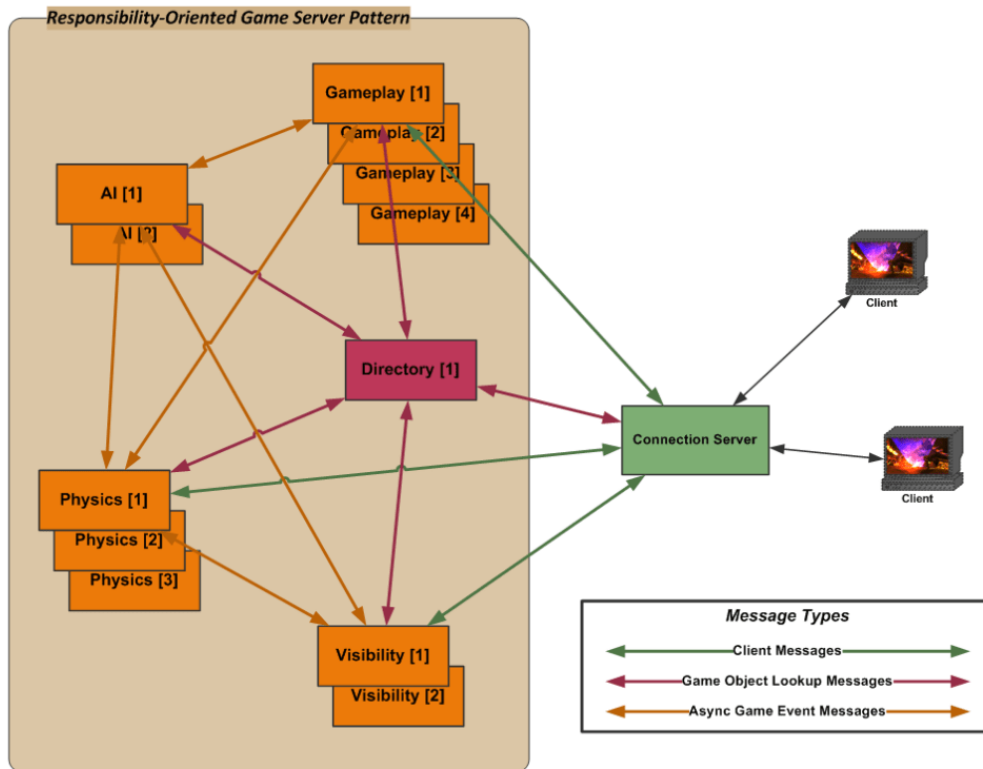 Responsibility-Oriented Game Server Pattern
Gameplay [1]
Gameplay [2]
Gameplay [3]
Gameplay [4]
AI [1]
AI [2]
Directory [1]
Physics [1]
Physics [2]
Physics [3]
Visibility [1]
Visibility [2]
Connection Server
Client
Client
Message Types
Client Messages
Game Object Lookup Messages
Async Game Event Messages